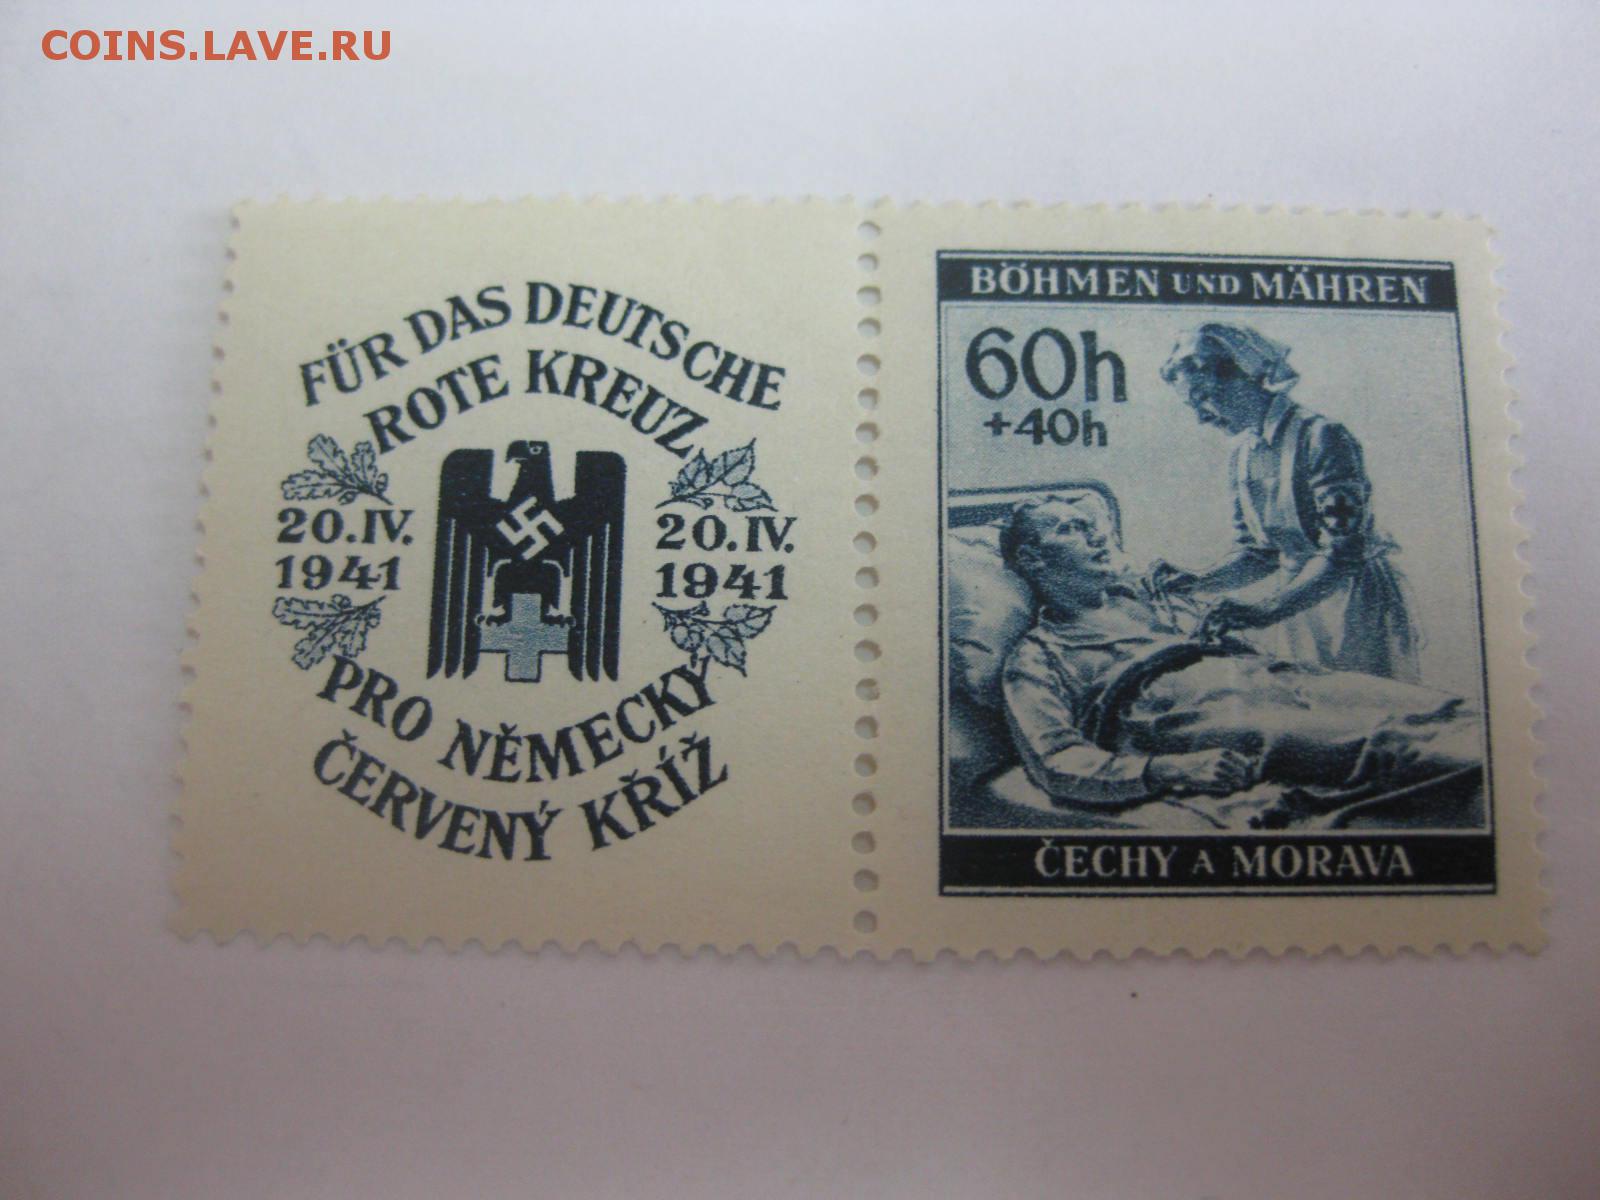 COINS.LAVE.RU
FÜR DAS DEUTSCHE
ROTE KREUZ
20.IV.
1941
20.IV.
1941
PRO NĚMECKÝ
ČERVENÝ KŘÍŽ
BÖHMEN UND MÄHREN
60h
+40h
ČECHY A MORAVA